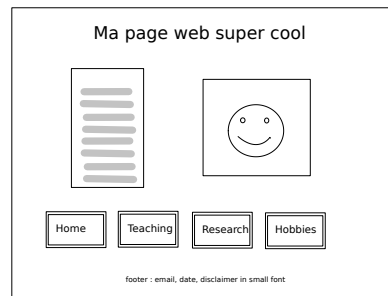 Ma page web super cool
Home
Teaching
Research
Hobbies
footer : email, date, disclaimer in small font